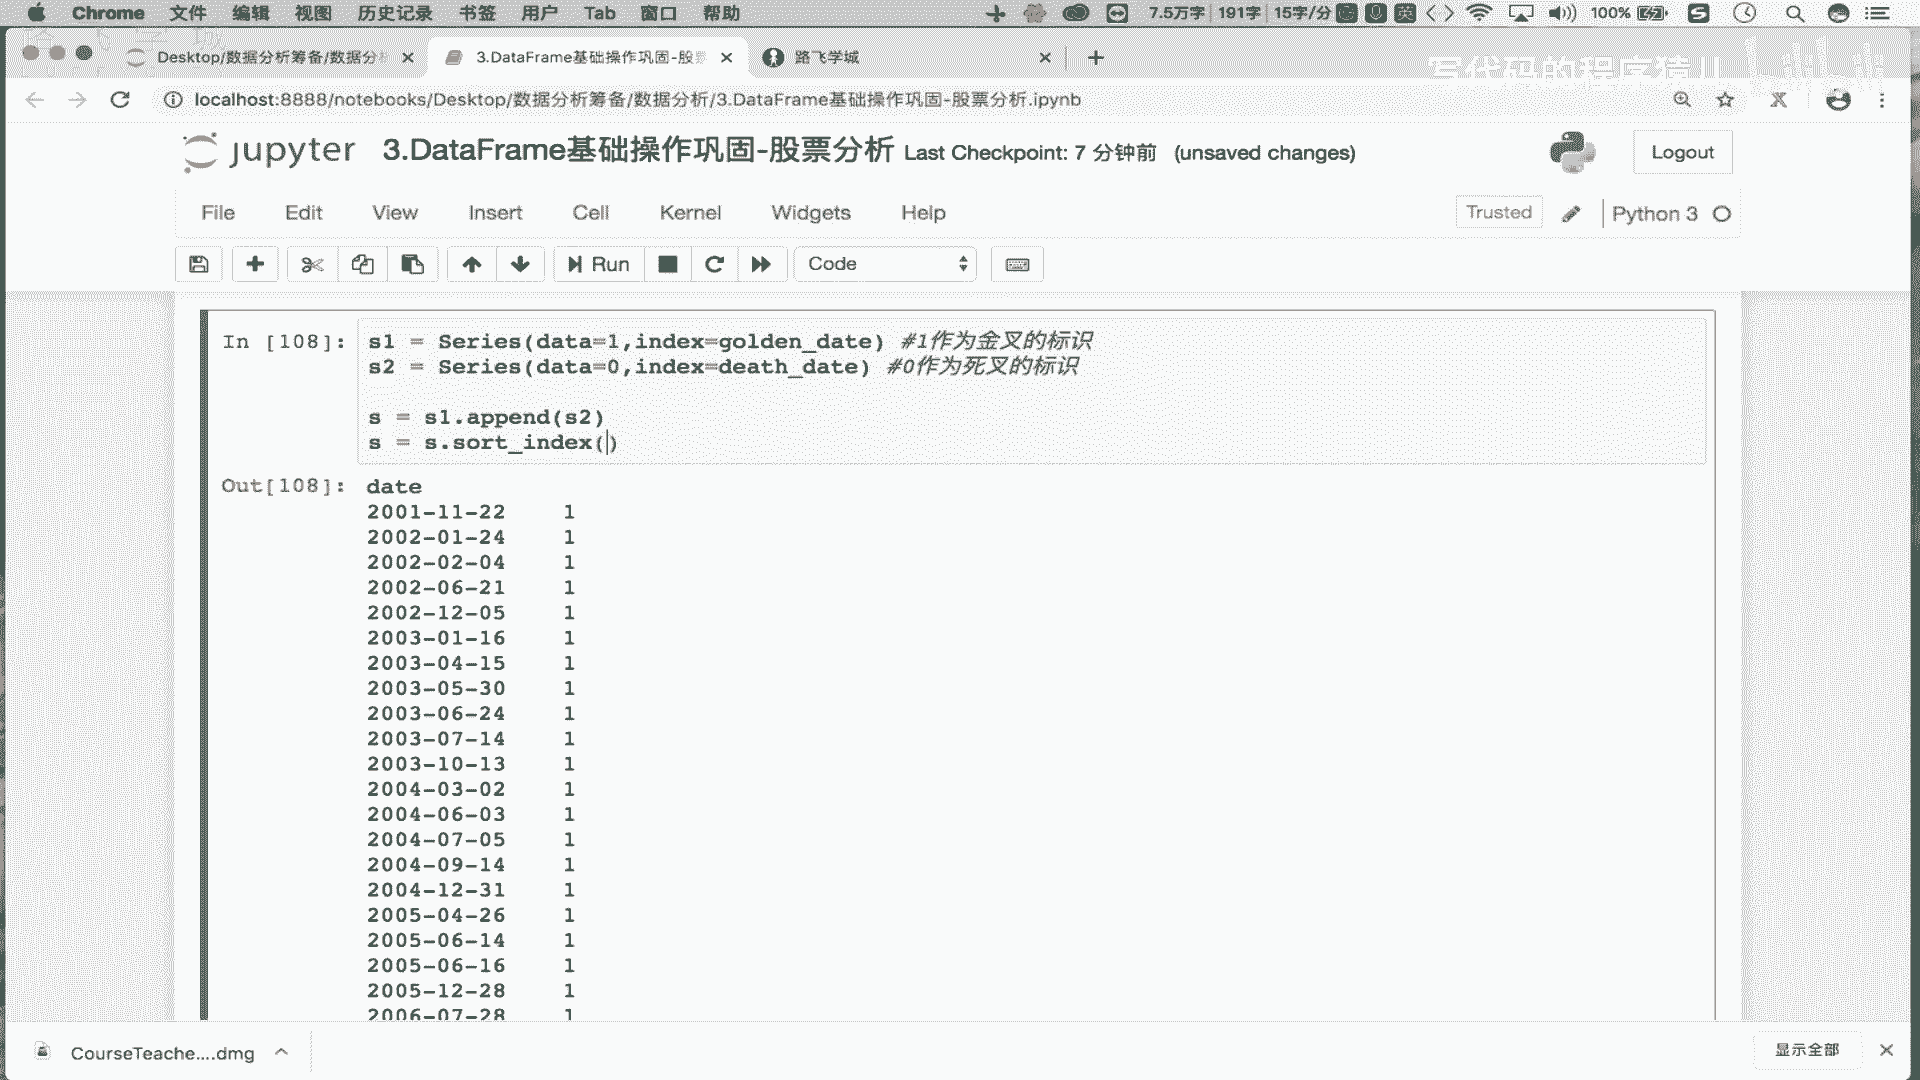 Chrome 文件 编辑 视图 历史记录 书签 用户 Tab 窗口 帮助 7.5万字 191字 15字/分 英 100%
Desktop/数据分析筹备/数据分析 3.DataFrame基础操作巩固-股票 路飞学城
写代码的程序猿儿
localhost:8888/notebooks/Desktop/数据分析筹备/数据分析/3.DataFrame基础操作巩固-股票分析.ipynb
jupyter 3.DataFrame基础操作巩固-股票分析 Last Checkpoint: 7 分钟前 (unsaved changes) Logout
File Edit View Insert Cell Kernel Widgets Help Trusted Python 3
Run Code
In [108]: s1 = Series(data=1,index=golden_date) #1作为金叉的标识
s2 = Series(data=0,index=death_date) #0作为死叉的标识
s = s1.append(s2)
s = s.sort_index()
Out[108]: date
2001-11-22 1
2002-01-24 1
2002-02-04 1
2002-06-21 1
2002-12-05 1
2003-01-16 1
2003-04-15 1
2003-05-30 1
2003-06-24 1
2003-07-14 1
2003-10-13 1
2004-03-02 1
2004-06-03 1
2004-07-05 1
2004-09-14 1
2004-12-31 1
2005-04-26 1
2005-06-14 1
2005-06-16 1
2005-12-28 1
2006-07-28 1
CourseTeache....dmg 显示全部